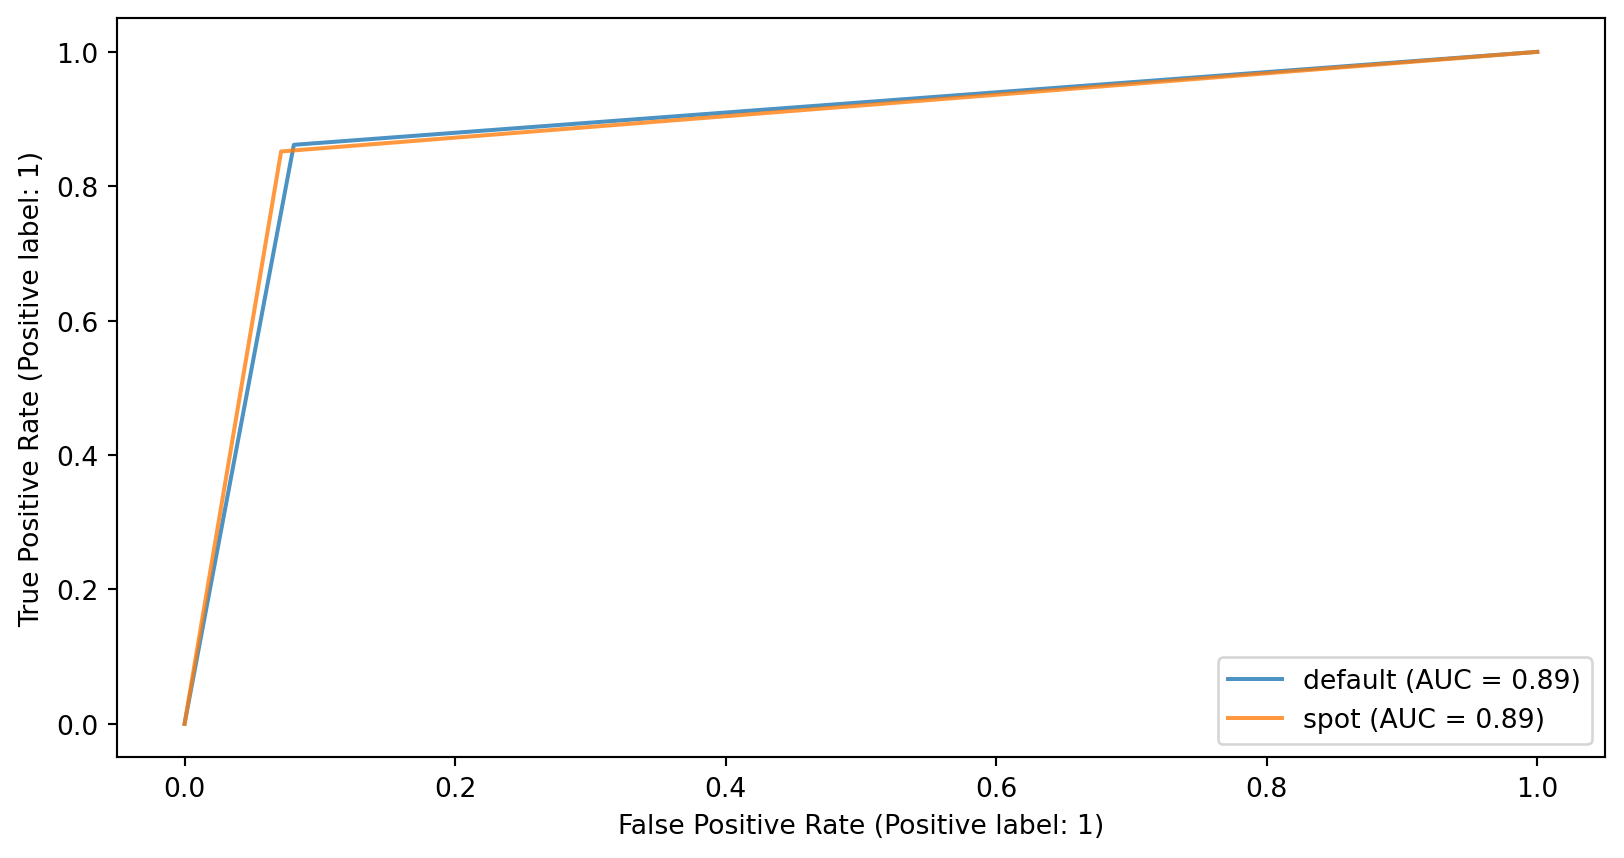 1.0
0.8
0.6
0.4
0.2
0.0
True Positive Rate (Positive label: 1)
default (AUC = 0.89)
spot (AUC = 0.89)
0.0 0.2 0.4 0.6 0.8 1.0
False Positive Rate (Positive label: 1)